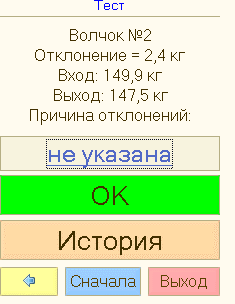 Тест
Волчок №2
Отклонение = 2,4 кг
Вход: 149,9 кг
Выход: 147,5 кг
Причина отклонений:
не указана
ОК
История
Сначала Выход